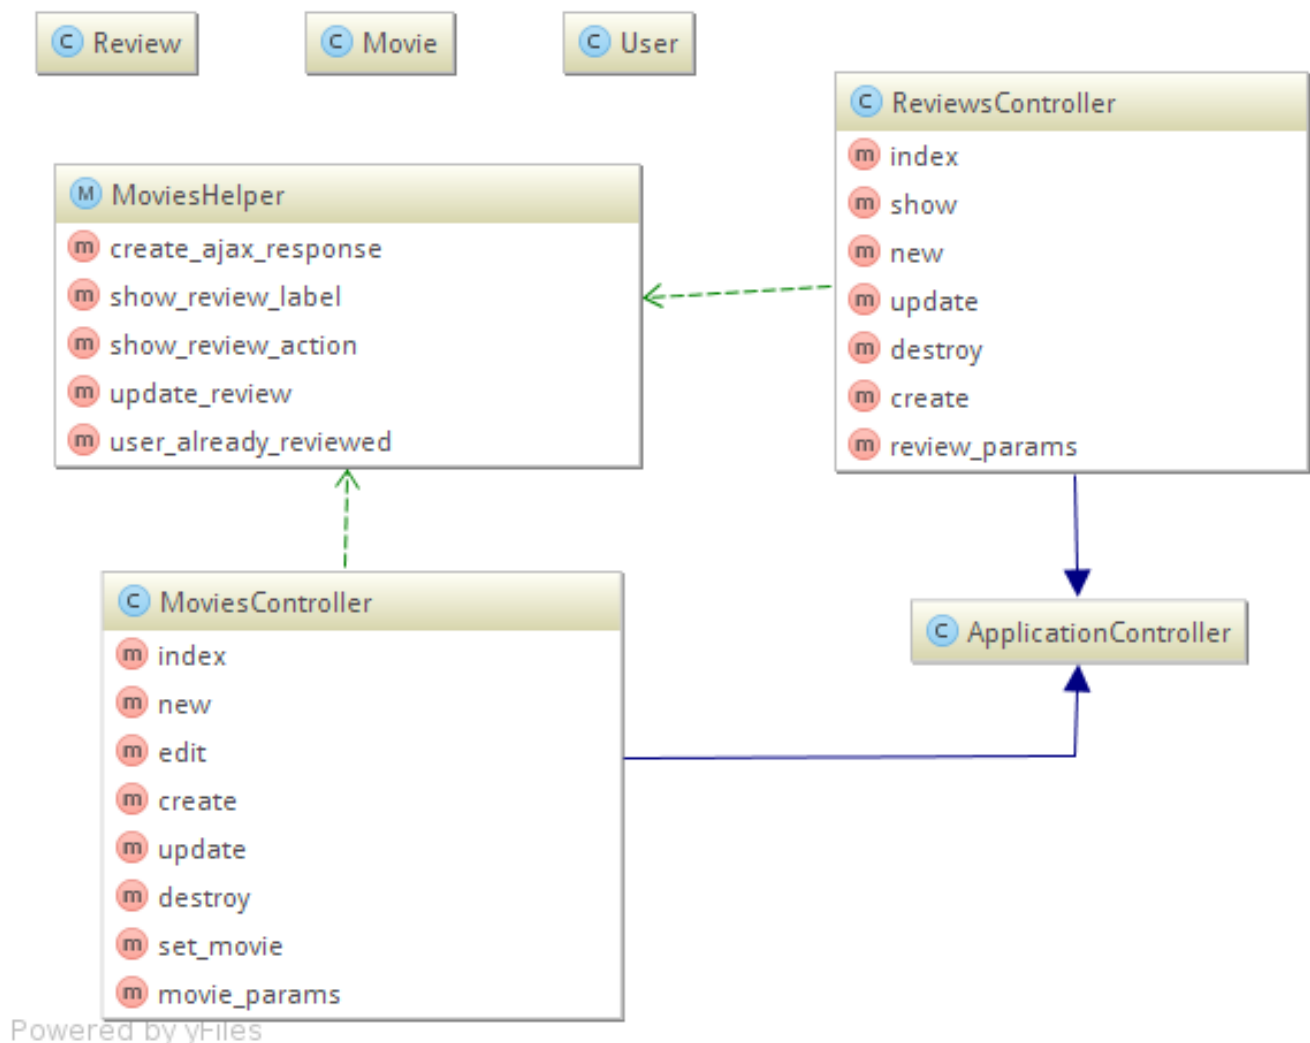 C Review
C Movie
C User
C ReviewsController
m index
m show
m new
m update
m destroy
m create
m review_params
M MoviesHelper
m create_ajax_response
m show_review_label
m show_review_action
m update_review
m user_already_reviewed
C MoviesController
m index
m new
m edit
m create
m update
m destroy
m set_movie
m movie_params
C ApplicationController
Powered by yFiles